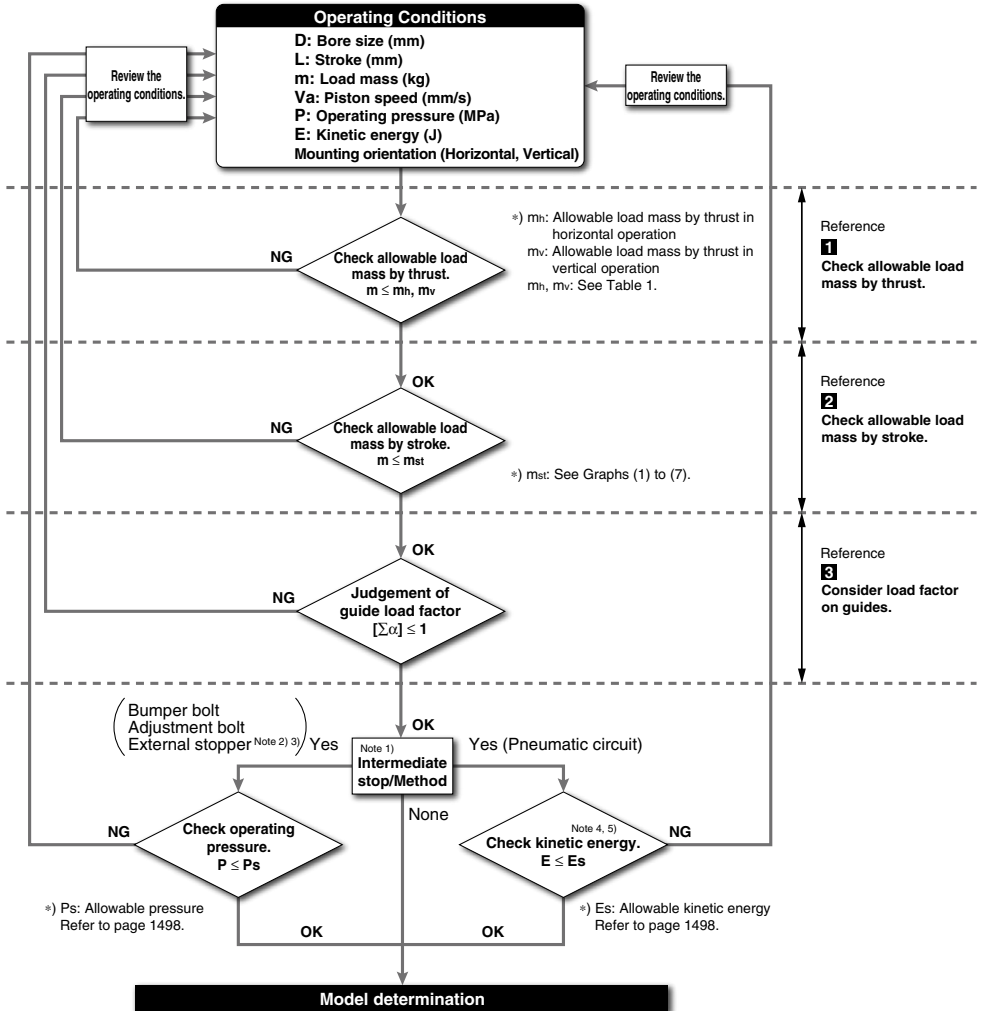 Operating Conditions
D: Bore size (mm)
L: Stroke (mm)
m: Load mass (kg)
Va: Piston speed (mm/s)
P: Operating pressure (MPa)
E: Kinetic energy (J)
Mounting orientation (Horizontal, Vertical)
Review the
operating conditions.
Review the
operating conditions.
NG
Check allowable load
mass by thrust.
m ≤ mh, mv
∗) mh: Allowable load mass by thrust in
horizontal operation
mv: Allowable load mass by thrust in
vertical operation
mh, mv: See Table 1.
Reference
1
Check allowable load
mass by thrust.
OK
NG
Check allowable load
mass by stroke.
m ≤ mst
∗) mst: See Graphs (1) to (7).
Reference
2
Check allowable load
mass by stroke.
OK
NG
Judgement of
guide load factor
[Σα] ≤ 1
Reference
3
Consider load factor
on guides.
OK
Bumper bolt
Adjustment bolt
External stopper Note 2) 3)
Yes
Note 1)
Intermediate
stop/Method
Yes (Pneumatic circuit)
None
NG
Check operating
pressure.
P ≤ Ps
Note 4, 5)
Check kinetic energy.
E ≤ Es
NG
∗) Ps: Allowable pressure
Refer to page 1498.
∗) Es: Allowable kinetic energy
Refer to page 1498.
OK
OK
Model determination